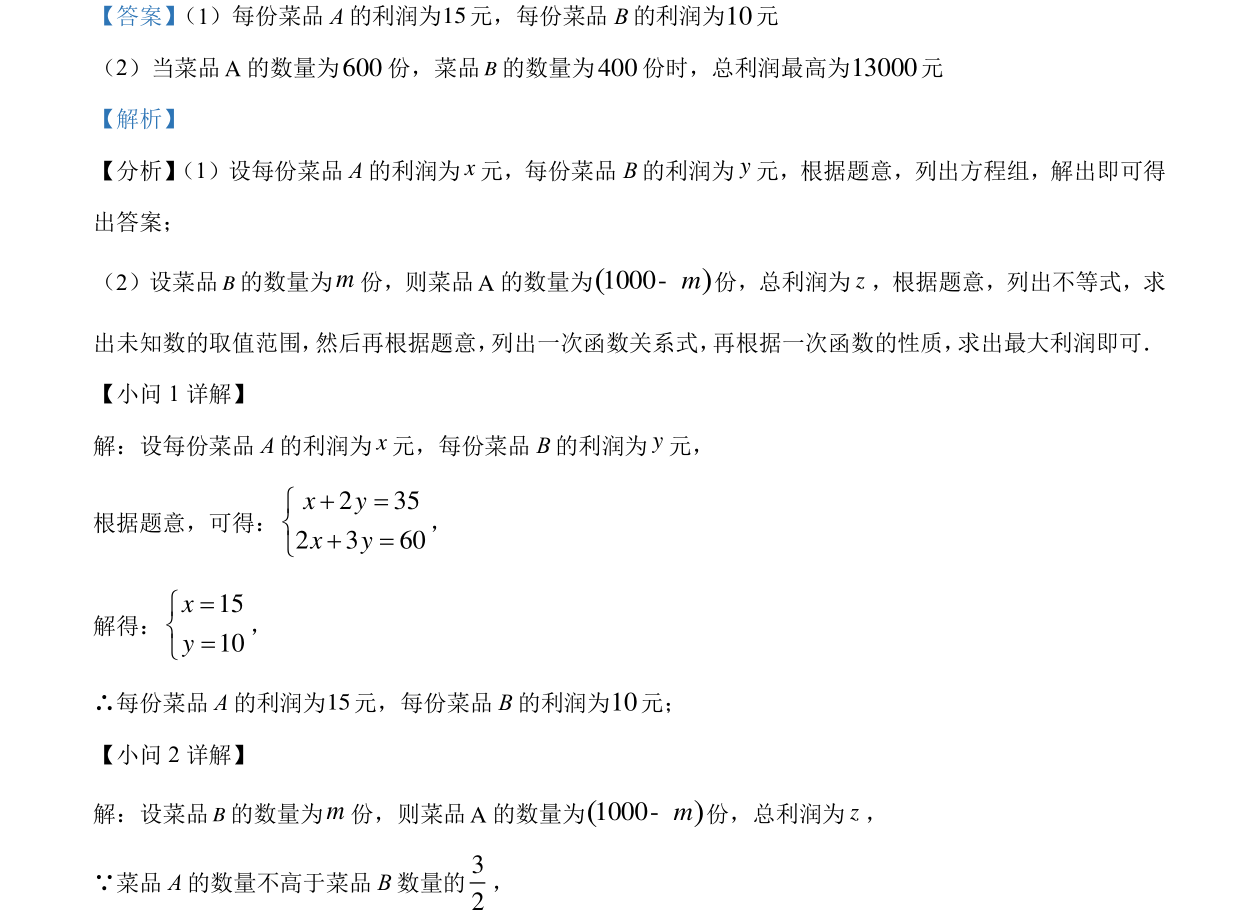 【答案】（1）每份菜品 A 的利润为15元，每份菜品 B 的利润为10元
（2）当菜品 A 的数量为600 份，菜品 B 的数量为400 份时，总利润最高为13000元
【解析】
【分析】（1）设每份菜品 A 的利润为 x 元，每份菜品 B 的利润为 y 元，根据题意，列出方程组，解出即可得
出答案；
（2）设菜品 B 的数量为 m 份，则菜品 A 的数量为(1000- m)份，总利润为 z ，根据题意，列出不等式，求
出未知数的取值范围，然后再根据题意，列出一次函数关系式，再根据一次函数的性质，求出最大利润即可．
【小问 1 详解】
解：设每份菜品 A 的利润为 x 元，每份菜品 B 的利润为 y 元，
根据题意，可得：{ x+2y=35
2x+3y=60 ，
解得：{ x=15
y=10 ，
∴每份菜品 A 的利润为15元，每份菜品 B 的利润为10元；
【小问 2 详解】
解：设菜品 B 的数量为 m 份，则菜品 A 的数量为(1000- m)份，总利润为 z ，
∵菜品 A 的数量不高于菜品 B 数量的 3/2 ，